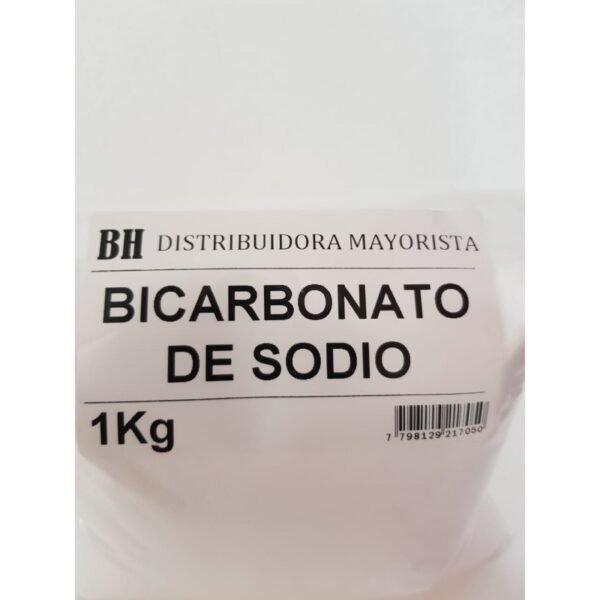 BH DISTRIBUIDORA MAYORISTA
BICARBONATO
DE SODIO
1Kg
7 798129 217050